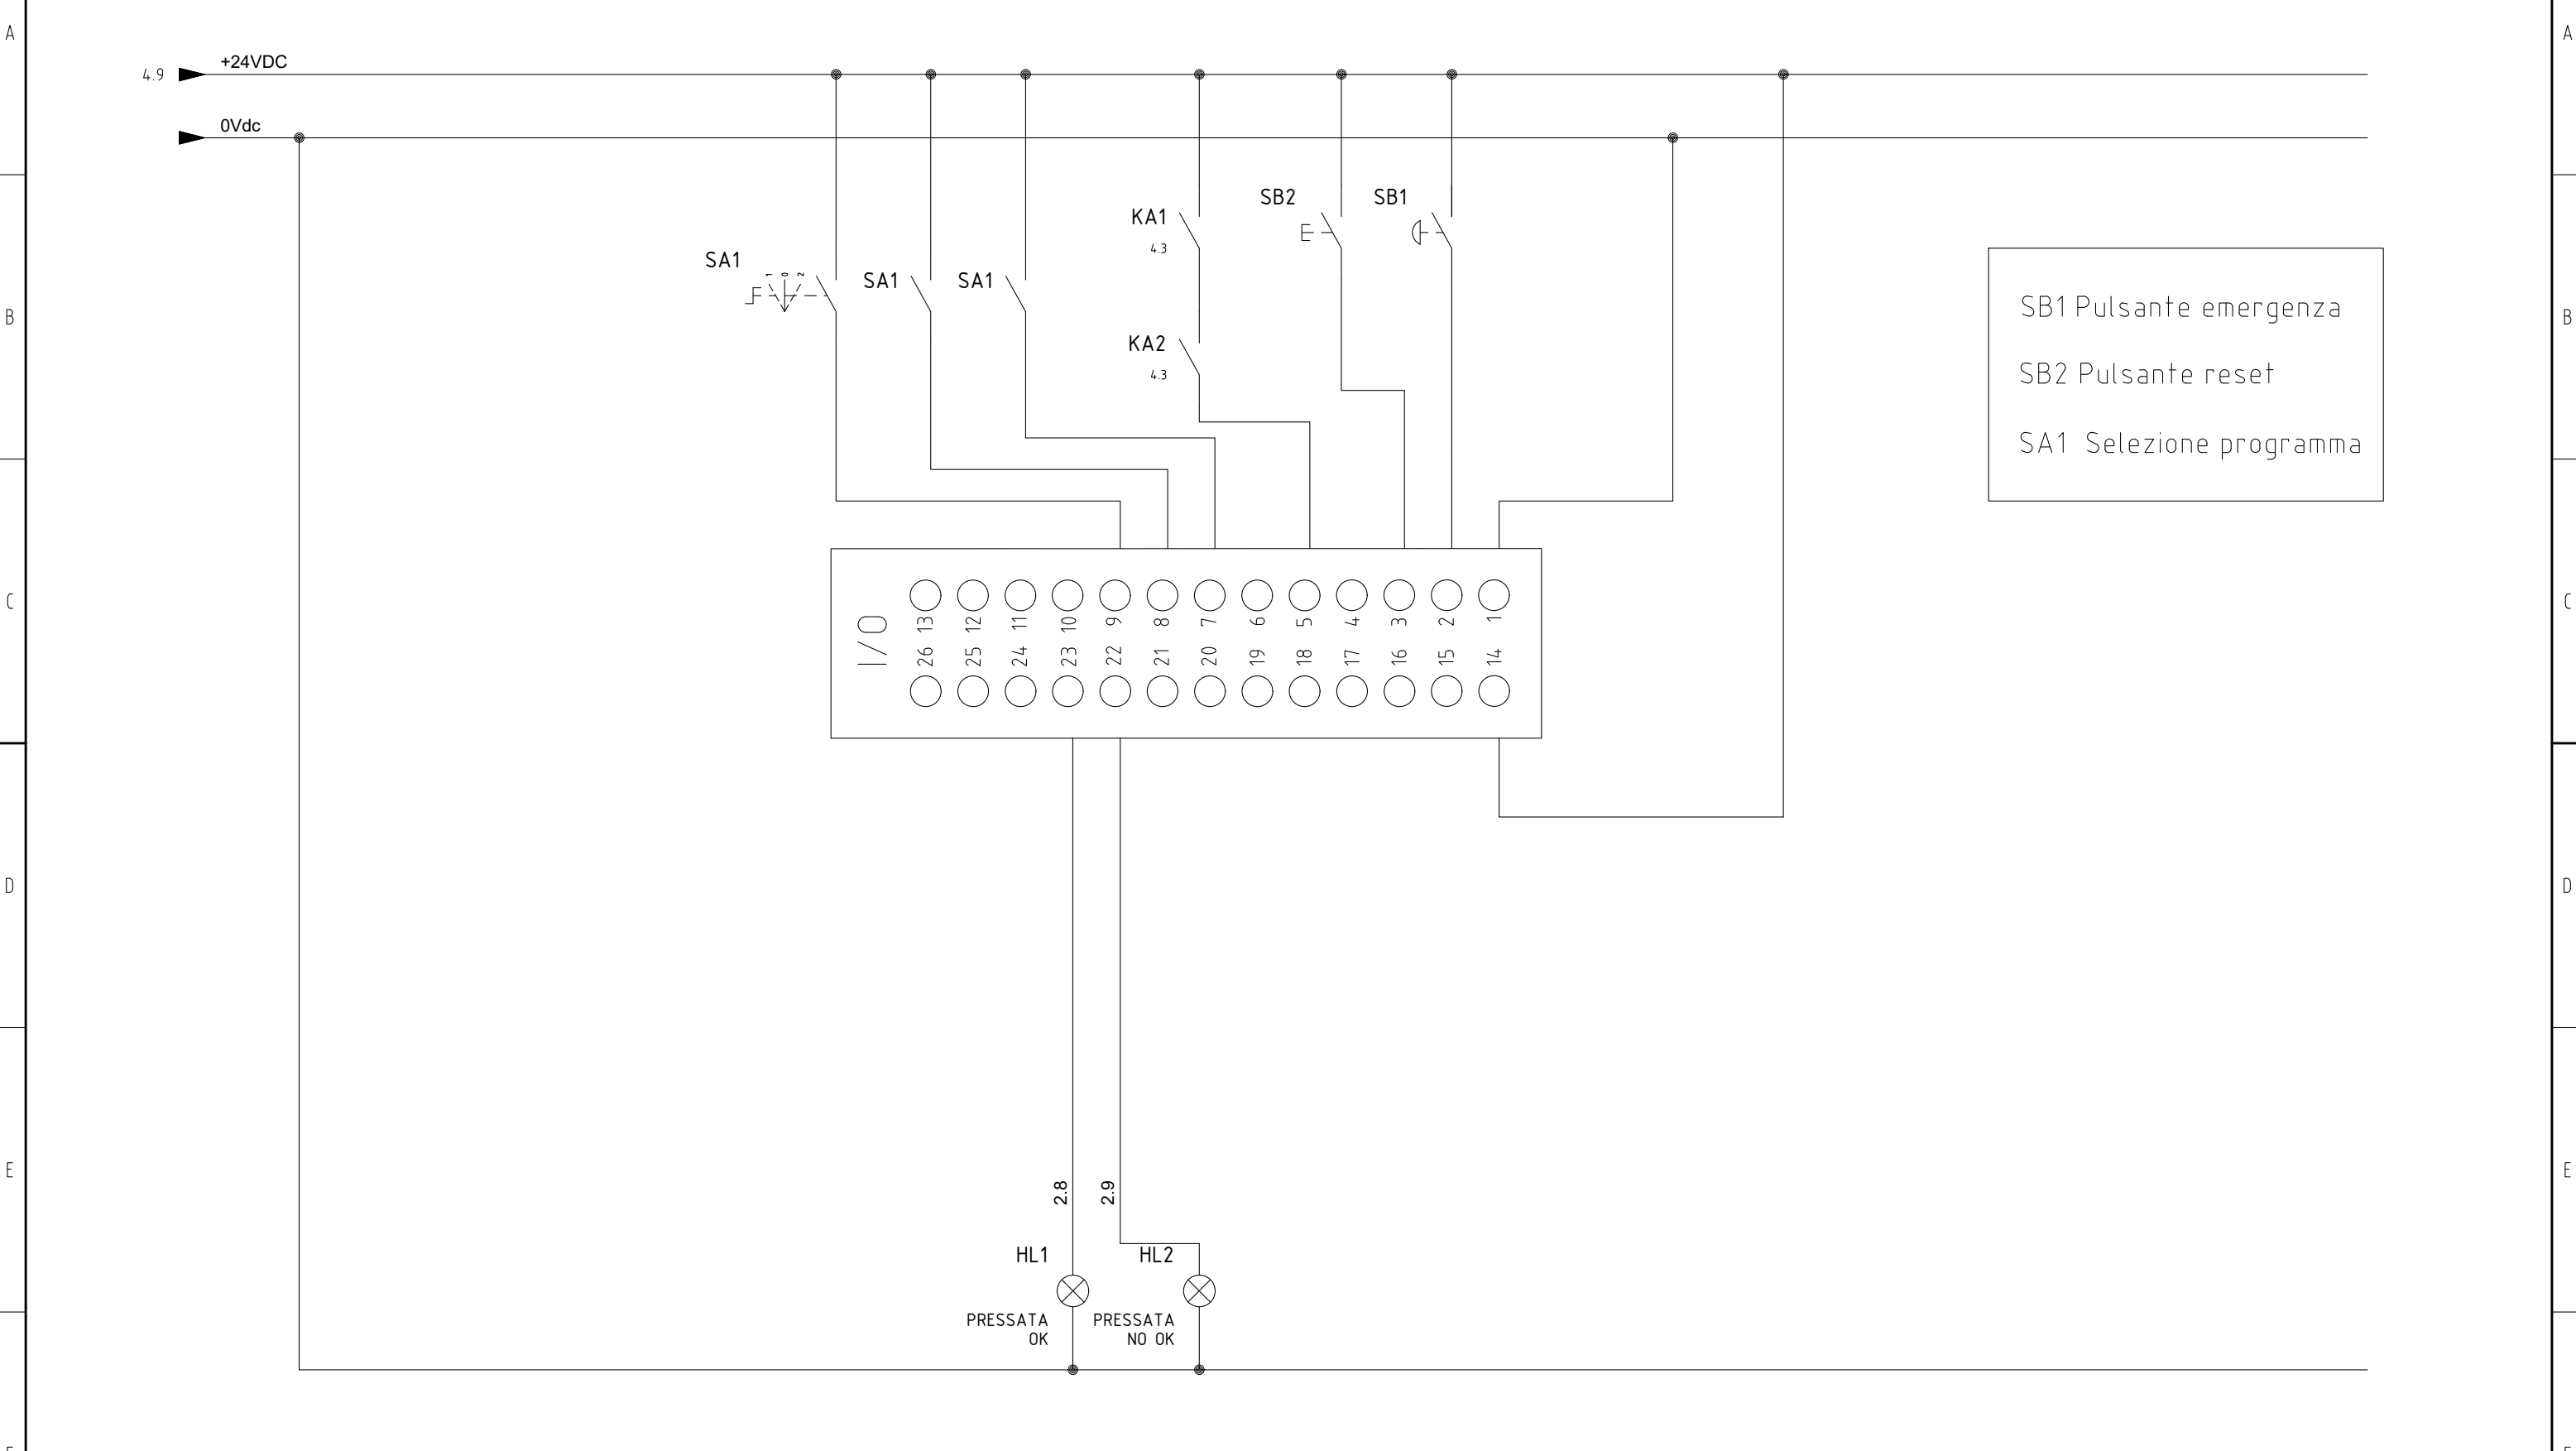 A
A
+24VDC
4.9
0Vdc
SB2
SB1
KA1
4.3
SA1
1
0
2
SA1
SA1
KA2
4.3
SB1 Pulsante emergenza
SB2 Pulsante reset
SA1 Selezione programma
B
B
C
C
I/O
13 12 11 10 9 8 7 6 5 4 3 2 1
26 25 24 23 22 21 20 19 18 17 16 15 14
D
D
E
E
2.8
2.9
HL1
HL2
PRESSATA
OK
PRESSATA
NO OK